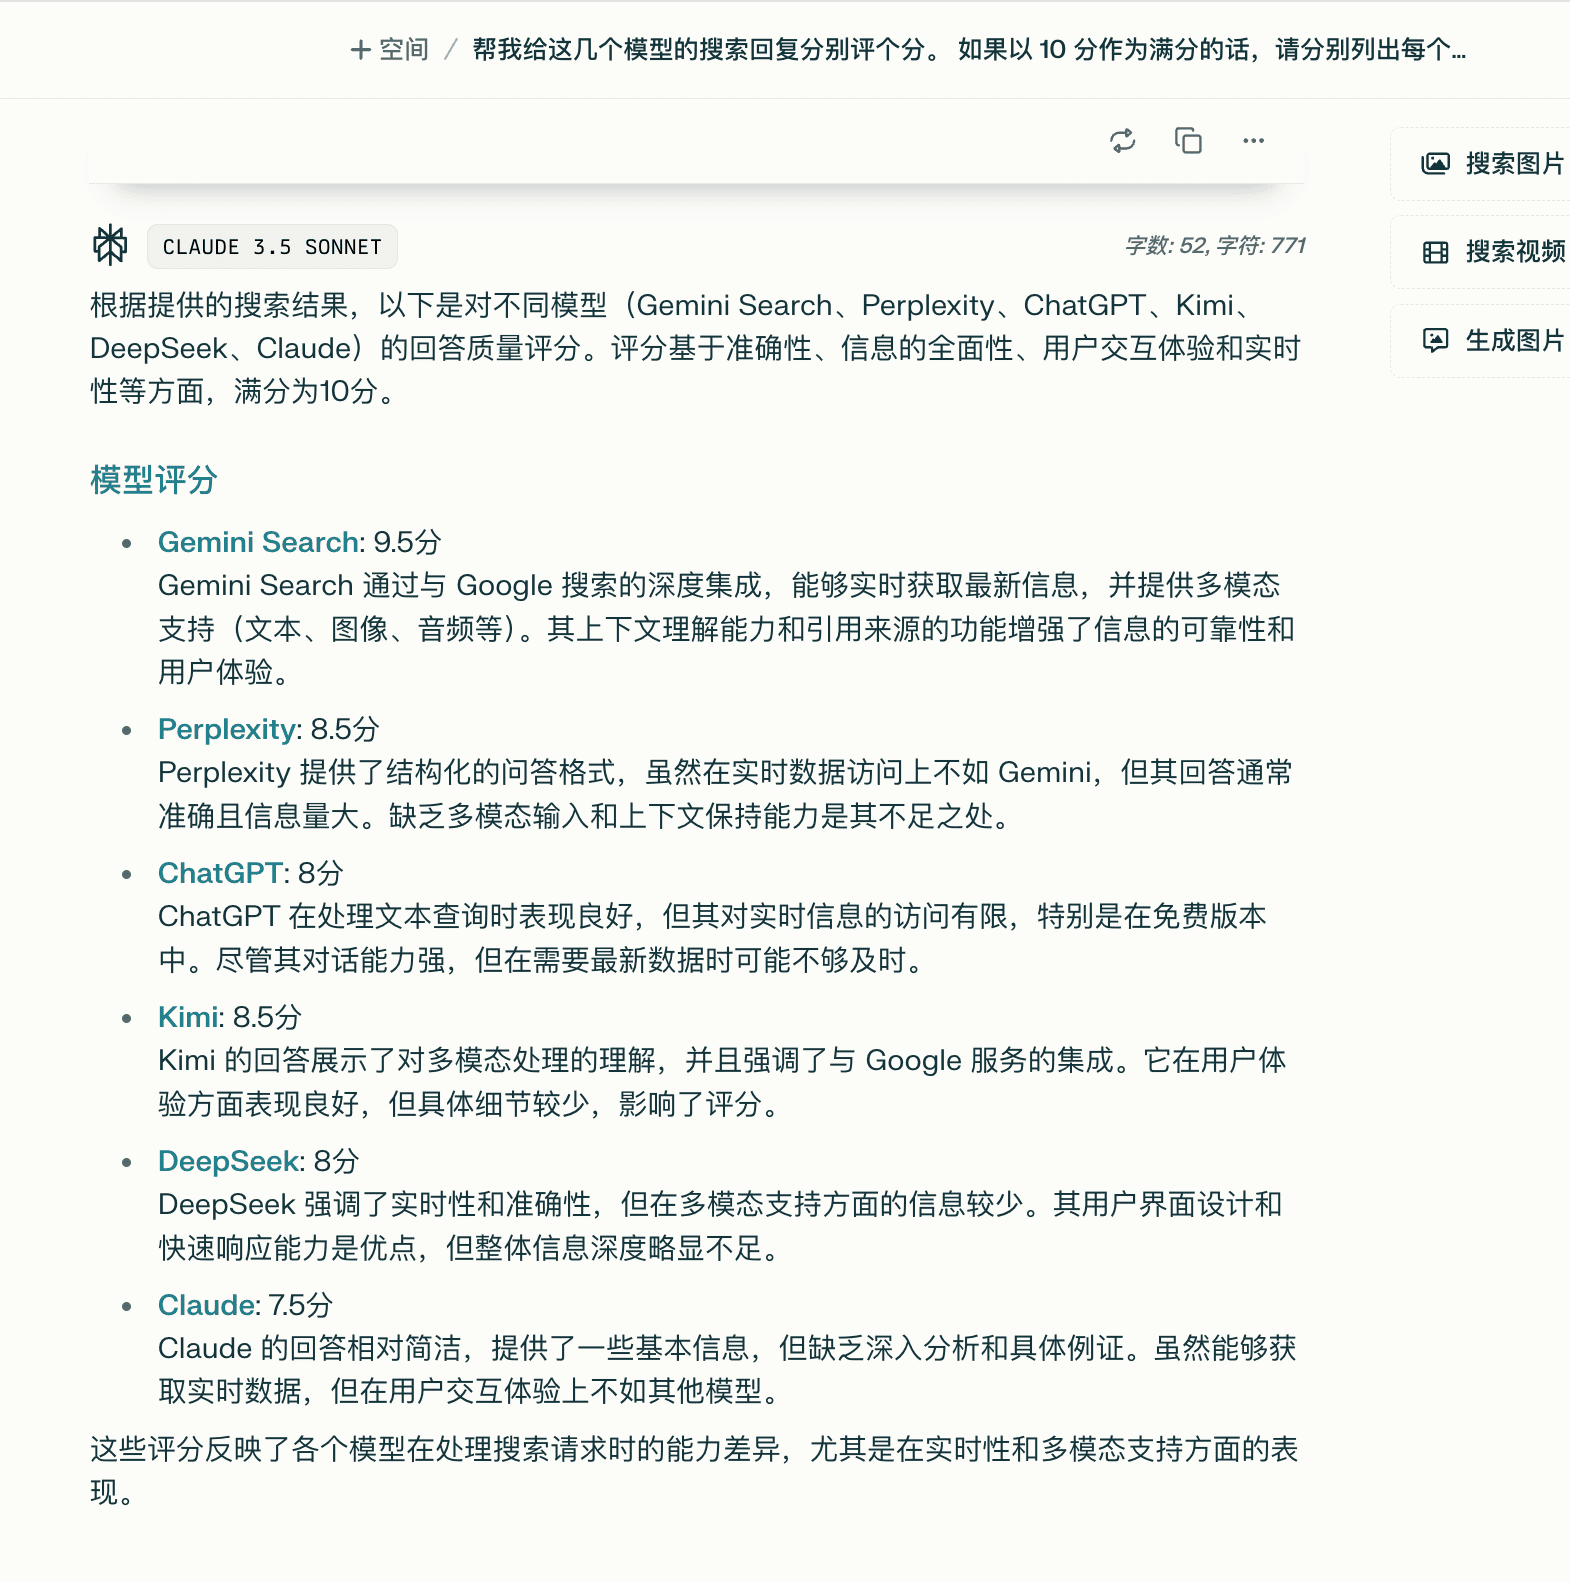 空间 / 帮我给这几个模型的搜索回复分别评个分。 如果以 10 分作为满分的话，请分别列出每个...
搜索图片
搜索视频
生成图片
CLAUDE 3.5 SONNET
字数: 52, 字符: 771
根据提供的搜索结果，以下是对不同模型（Gemini Search、Perplexity、ChatGPT、Kimi、
DeepSeek、Claude）的回答质量评分。评分基于准确性、信息的全面性、用户交互体验和实时
性等方面，满分为10分。
模型评分
Gemini Search: 9.5分
Gemini Search 通过与 Google 搜索的深度集成，能够实时获取最新信息，并提供多模态
支持（文本、图像、音频等）。其上下文理解能力和引用来源的功能增强了信息的可靠性和
用户体验。
Perplexity: 8.5分
Perplexity 提供了结构化的问答格式，虽然在实时数据访问上不如 Gemini，但其回答通常
准确且信息量大。缺乏多模态输入和上下文保持能力是其不足之处。
ChatGPT: 8分
ChatGPT 在处理文本查询时表现良好，但其对实时信息的访问有限，特别是在免费版本
中。尽管其对话能力强，但在需要最新数据时可能不够及时。
Kimi: 8.5分
Kimi 的回答展示了对多模态处理的理解，并且强调了与 Google 服务的集成。它在用户体
验方面表现良好，但具体细节较少，影响了评分。
DeepSeek: 8分
DeepSeek 强调了实时性和准确性，但在多模态支持方面的信息较少。其用户界面设计和
快速响应能力是优点，但整体信息深度略显不足。
Claude: 7.5分
Claude 的回答相对简洁，提供了一些基本信息，但缺乏深入分析和具体例证。虽然能够获
取实时数据，但在用户交互体验上不如其他模型。
这些评分反映了各个模型在处理搜索请求时的能力差异，尤其是在实时性和多模态支持方面的表
现。